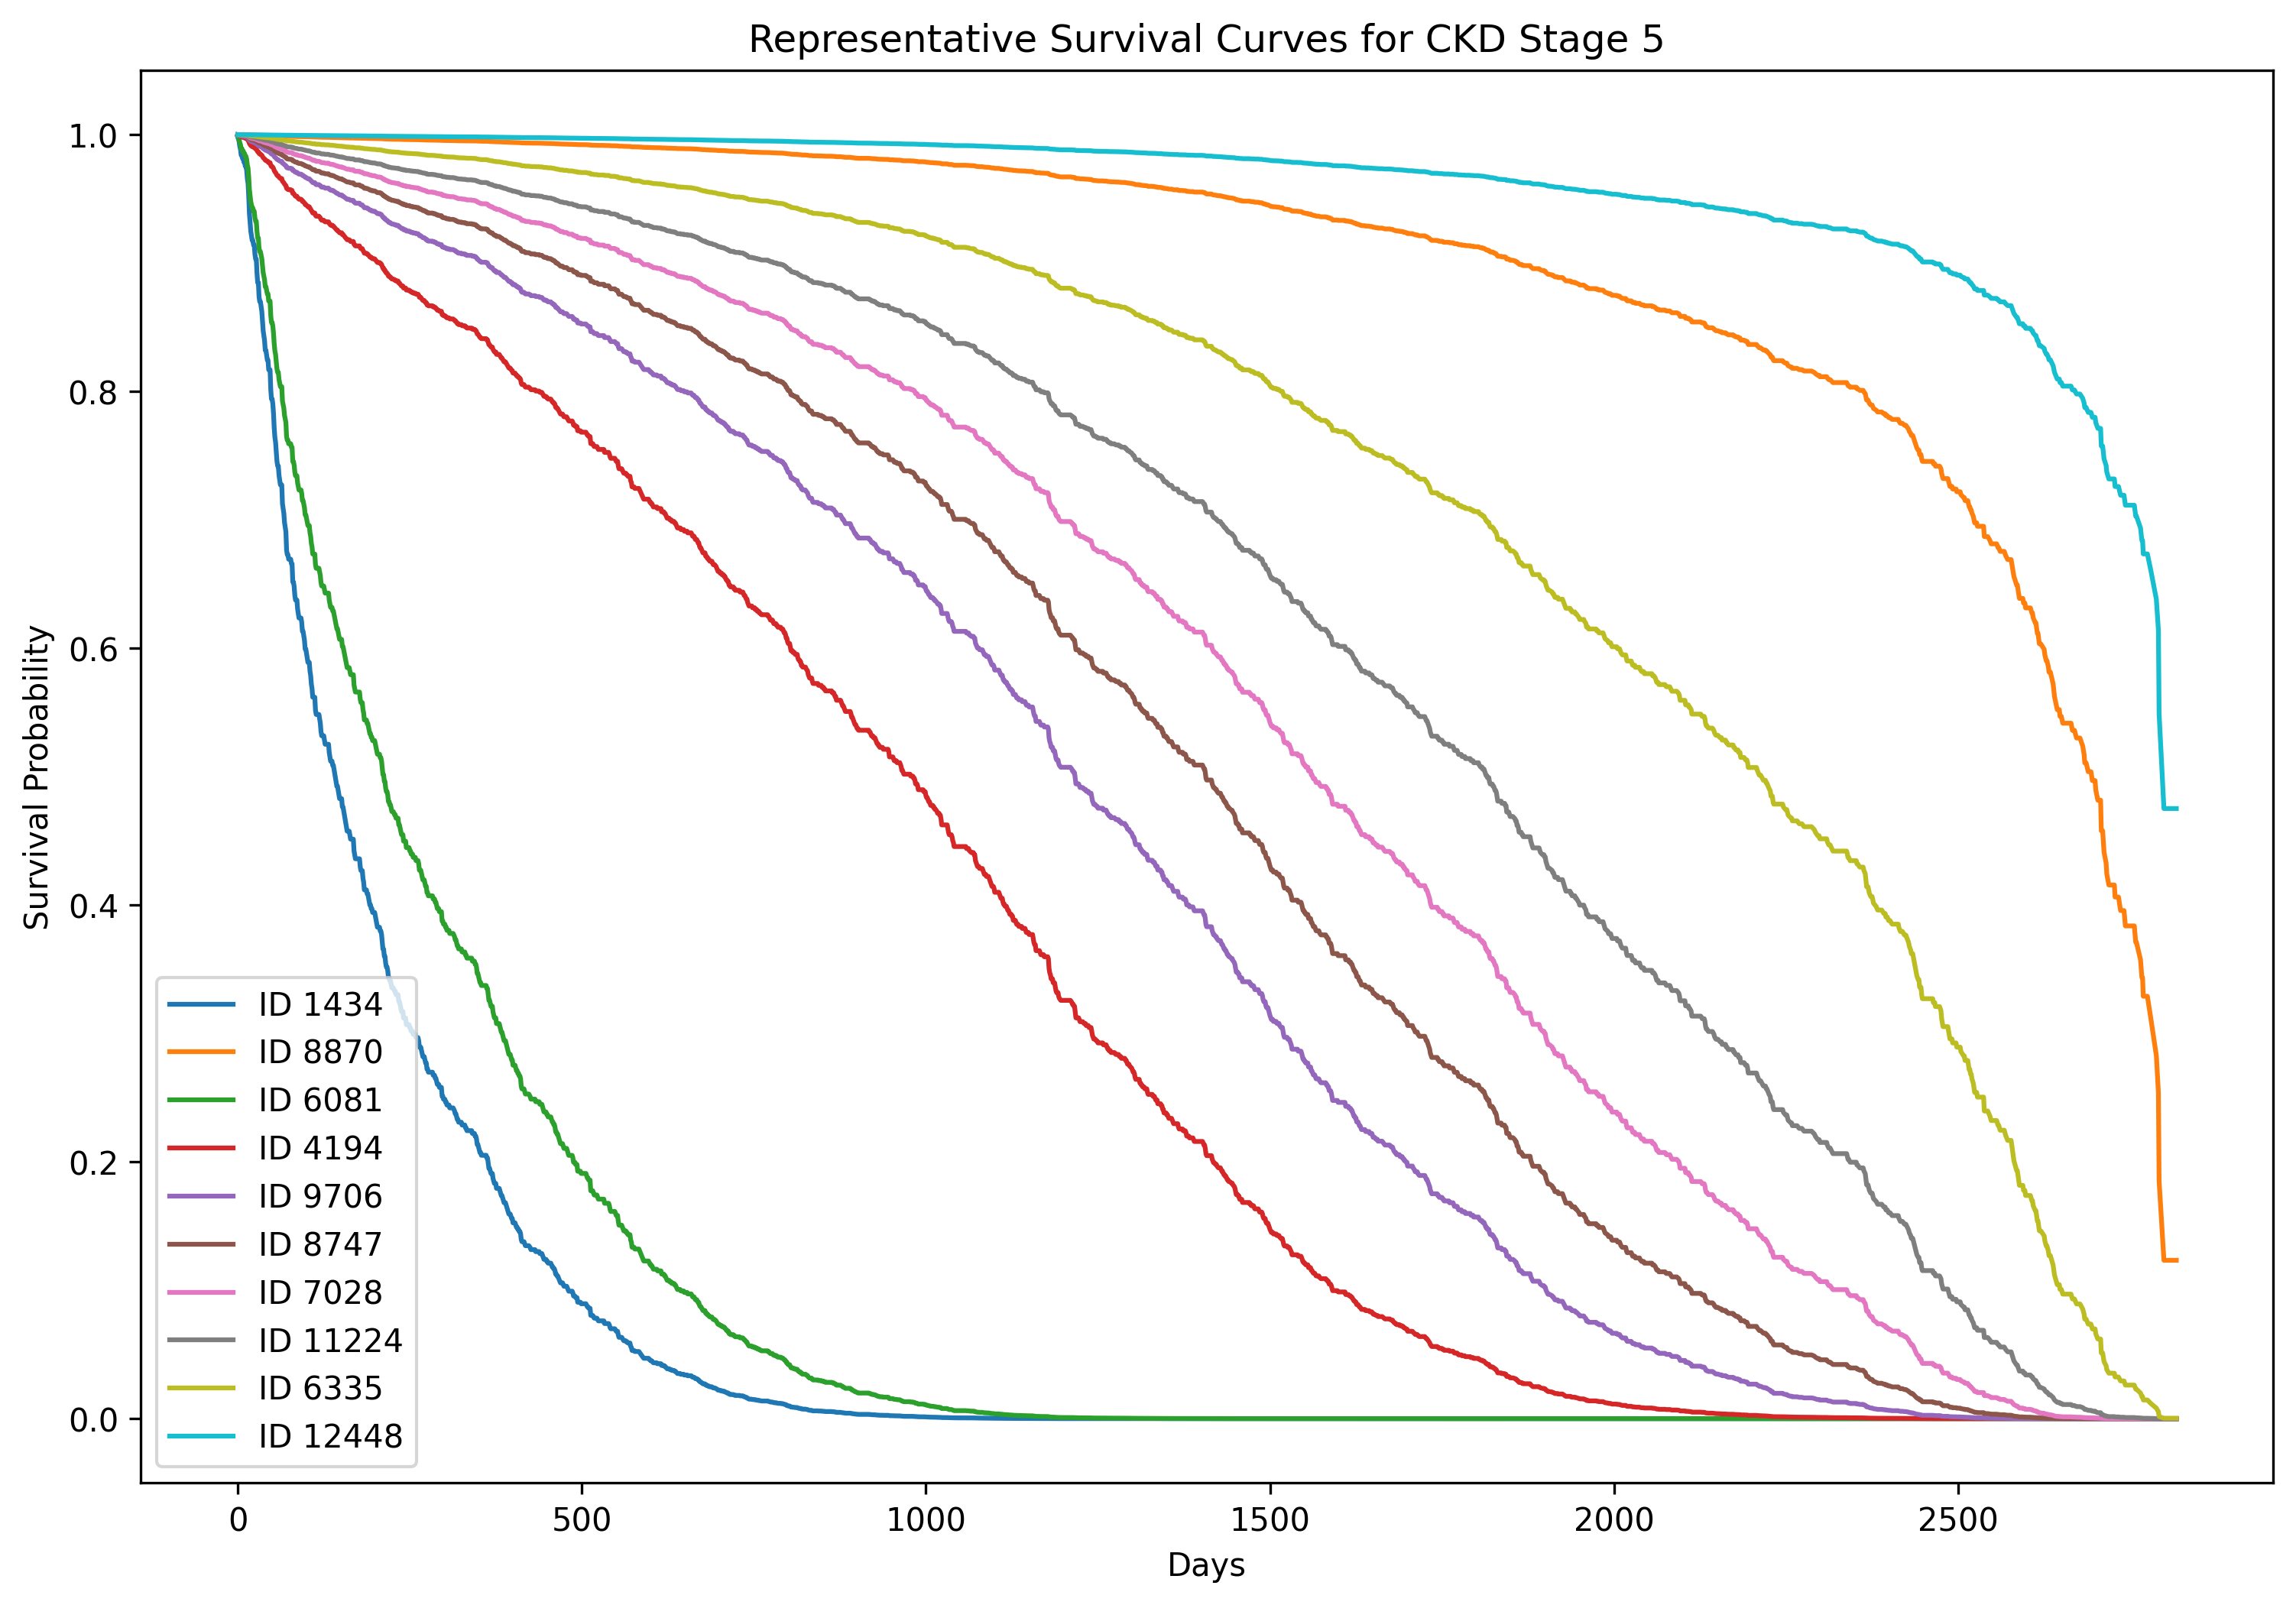 Representative Survival Curves for CKD Stage 5
Survival Probability
1.0
0.8
0.6
0.4
0.2
0.0
ID 1434
ID 8870
ID 6081
ID 4194
ID 9706
ID 8747
ID 7028
ID 11224
ID 6335
ID 12448
0 500 1000 1500 2000 2500
Days